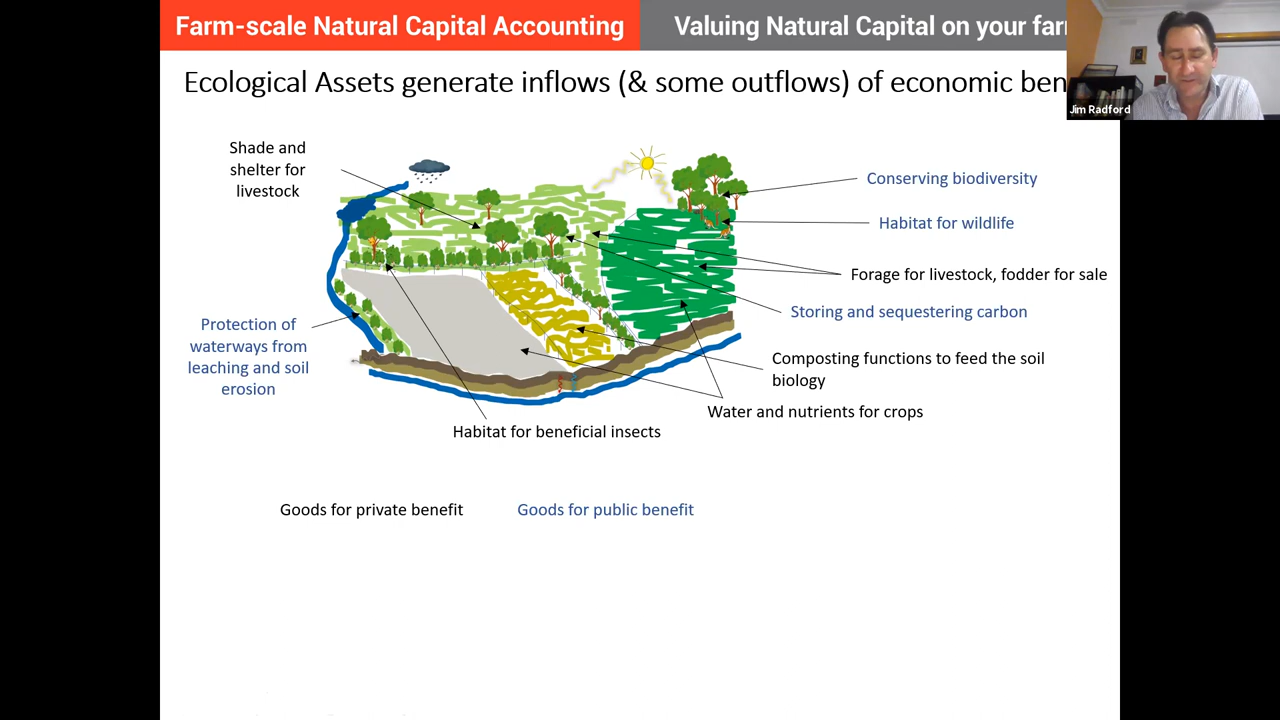 Farm-scale Natural Capital Accounting
Valuing Natural Capital on your
Jim Radford
Ecological Assets generate inflows (& some outflows) of economic
Shade and
shelter for
livestock
Conserving biodiversity
Habitat for wildlife
Forage for livestock, fodder for sale
Storing and sequestering carbon
Protection of
waterways from
leaching and soil
erosion
Composting functions to feed the soil
biology
Water and nutrients for crops
Habitat for beneficial insects
Goods for private benefit
Goods for public benefit